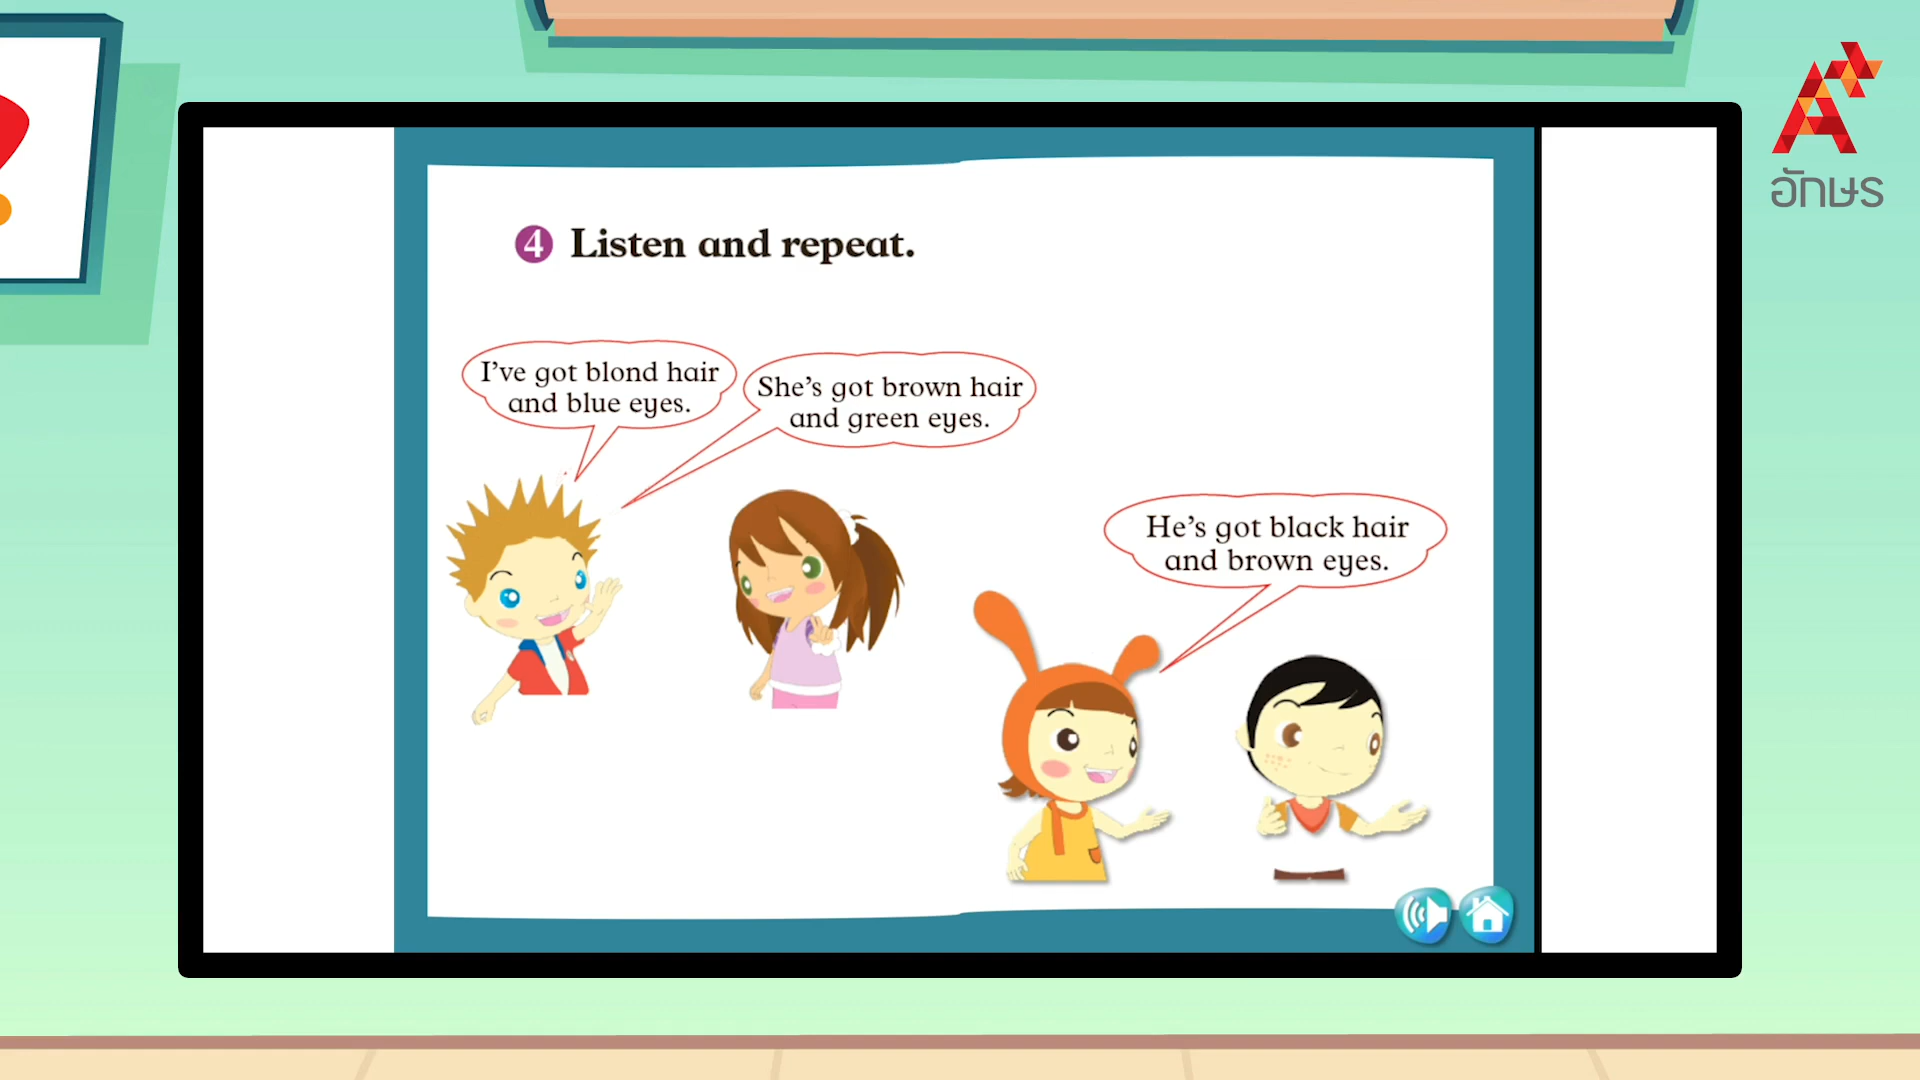 4 Listen and repeat.
I've got blond hair
and blue eyes.
She's got brown hair
and green eyes.
He's got black hair
and brown eyes.
อักษร